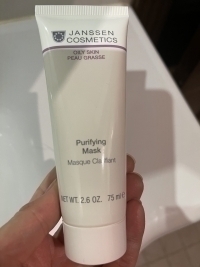 JANSSEN
COSMETICS
OILY SKIN
PEAU GRASSE
Purifying
Mask
Masque Clarifiant
NET WT. 2.6 OZ. 75 ml ℮